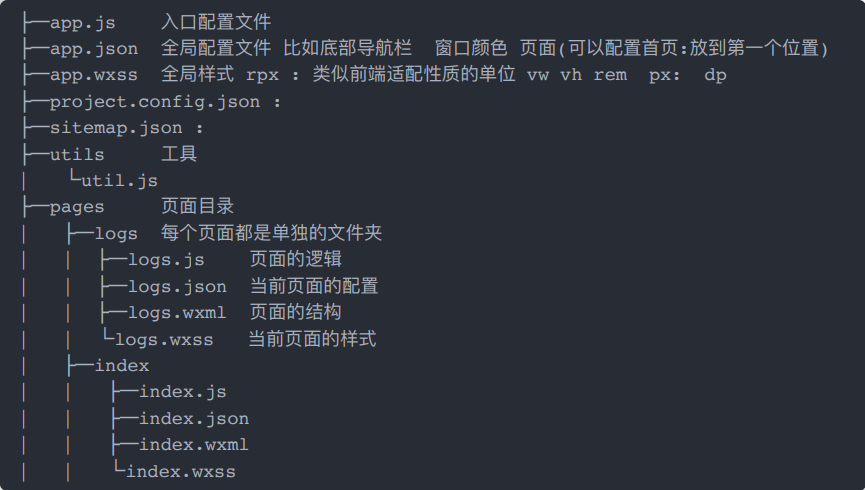 ├──app.js    入口配置文件
├──app.json  全局配置文件 比如底部导航栏  窗口颜色 页面(可以配置首页:放到第一个位置)
├──app.wxss  全局样式 rpx : 类似前端适配性质的单位 vw vh rem  px:  dp
├──project.config.json :
├──sitemap.json :
├──utils     工具
│   └util.js
├──pages     页面目录
│   ├──logs  每个页面都是单独的文件夹
│   │  ├──logs.js    页面的逻辑
│   │  ├──logs.json  当前页面的配置
│   │  ├──logs.wxml  页面的结构
│   │  └logs.wxss   当前页面的样式
│   ├──index
│   │   ├──index.js
│   │   ├──index.json
│   │   ├──index.wxml
│   │   └index.wxss